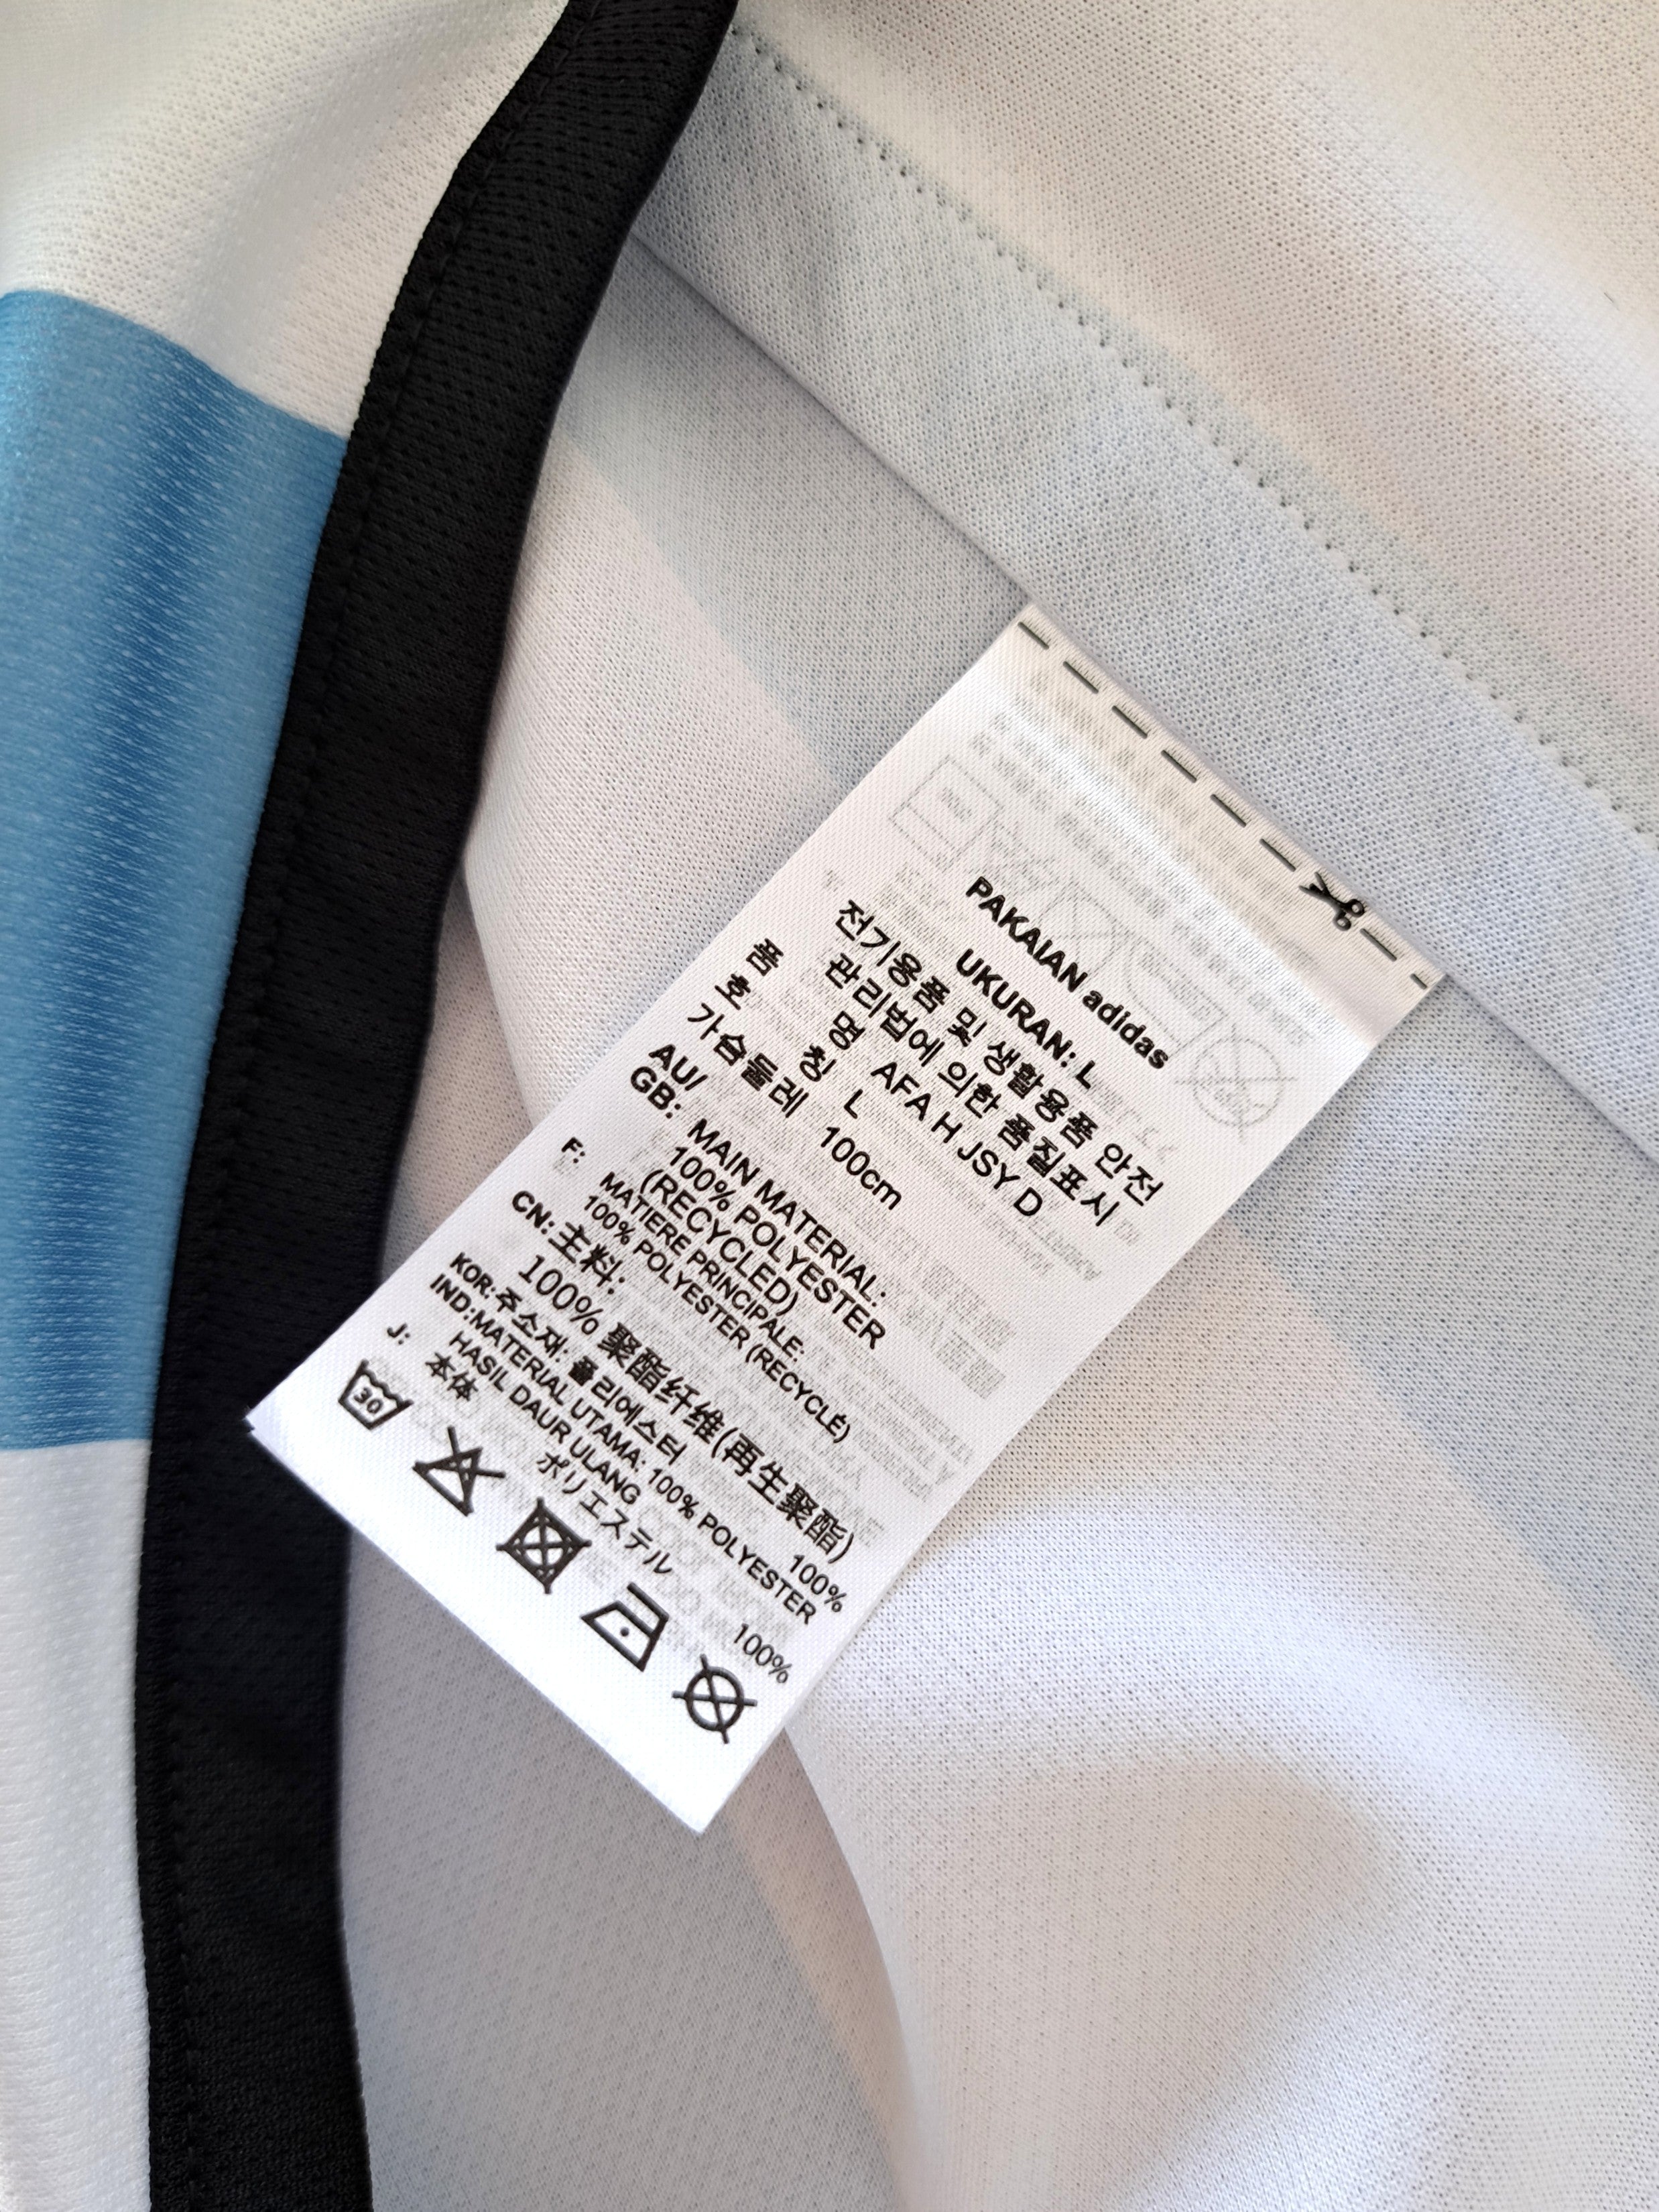 PAKAIAN adidas
UKURAN: L
전기용품 및 생활용품 안전
관리법에 의한 품질표시
품 명 AFA H JSY D
호 칭 L
가슴둘레 100cm
AU/
GB: MAIN MATERIAL:
100% POLYESTER
(RECYCLED)
F: MATIERE PRINCIPALE:
100% POLYESTER (RECYCLÉ)
CN: 主料:
100% 聚酯纤维(再生聚酯)
KOR: 주소재: 폴리에스터 100%
IND:MATERIAL UTAMA: 100% POLYESTER
HASIL DAUR ULANG
J: 本体 ポリエステル 100%
30